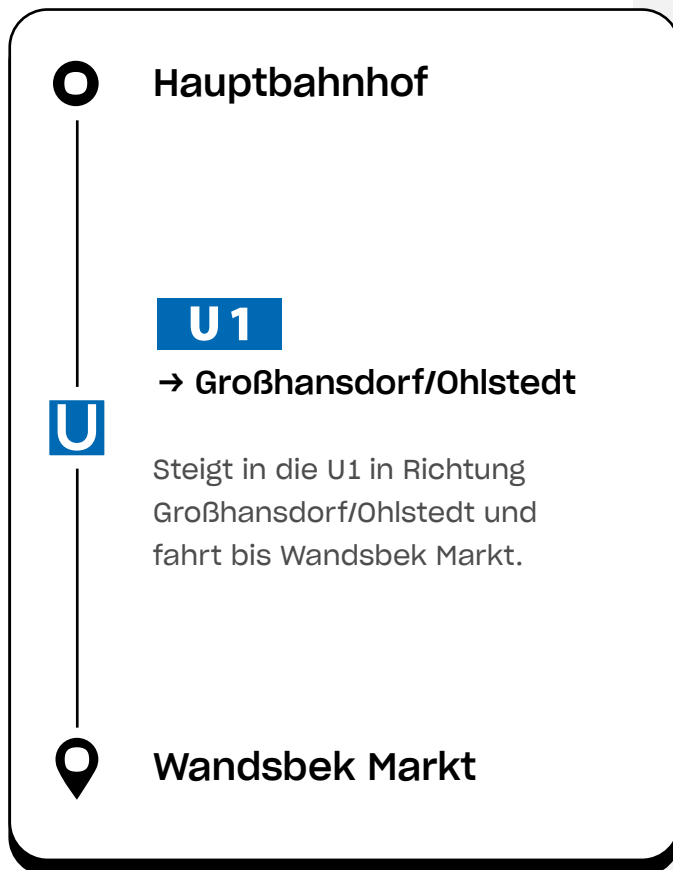 Hauptbahnhof
U1
→ Großhansdorf/Ohlstedt
U
Steigt in die U1 in Richtung
Großhansdorf/Ohlstedt und
fahrt bis Wandsbek Markt.
Wandsbek Markt